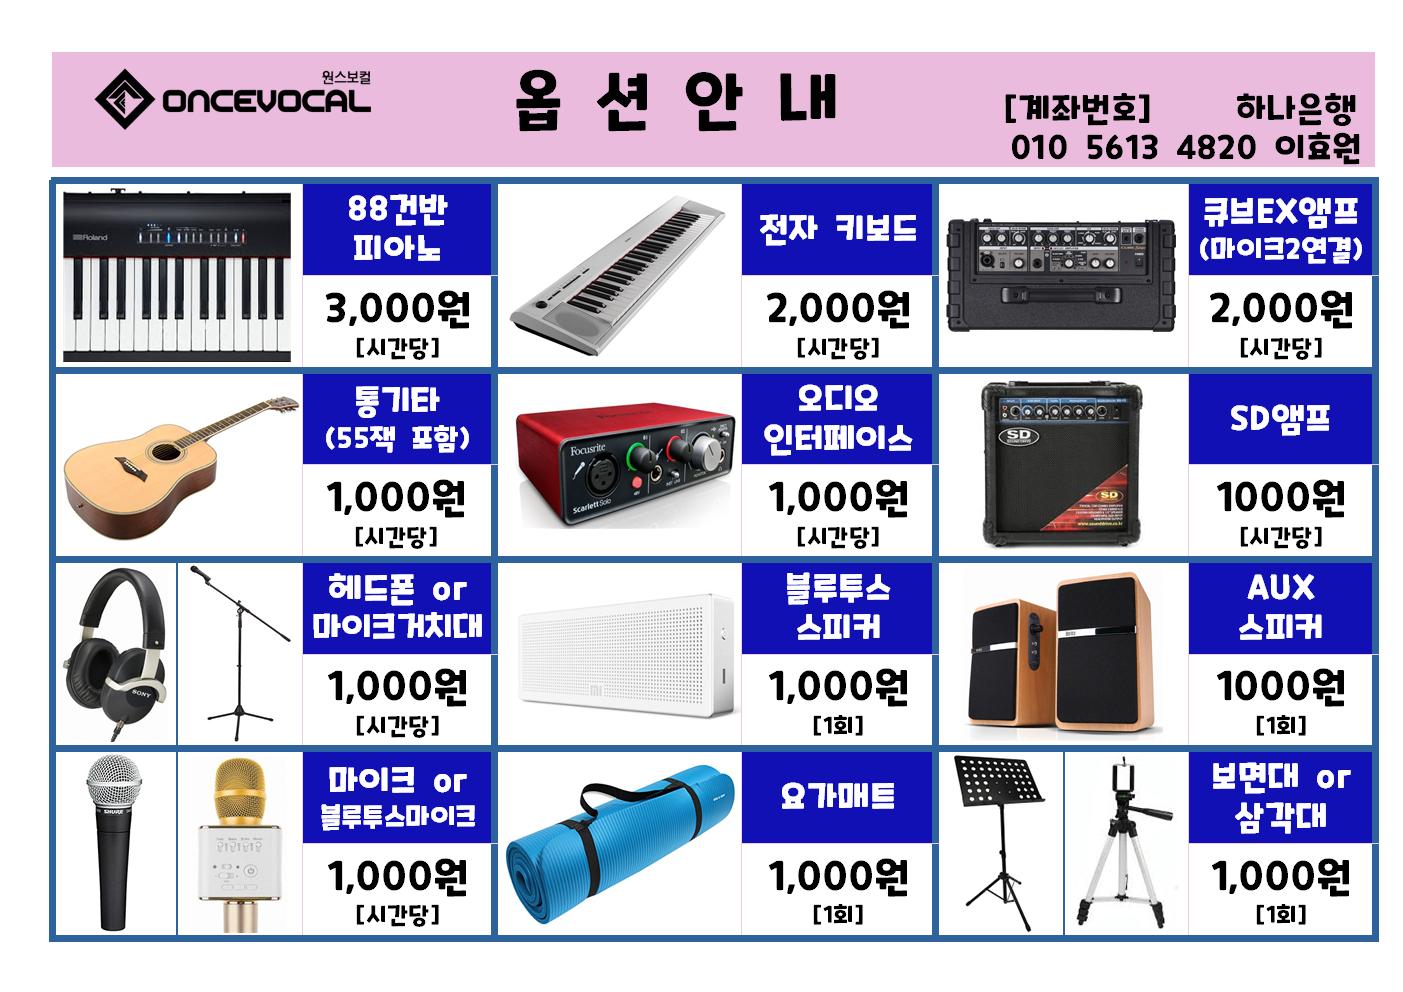 원스보컬
ONCEVOCAL
옵 션 안 내
[계좌번호] 하나은행
010 5613 4820 이효원
Roland
88건반
피아노
3,000원
[시간당]
전자 키보드
2,000원
[시간당]
큐브EX앰프
(마이크2연결)
2,000원
[시간당]
통기타
(55잭 포함)
1,000원
[시간당]
Focusrite
Scarlett Solo
오디오
인터페이스
1,000원
[시간당]
SD
SD
www.sounddrive.co.kr
SD앰프
1000원
[시간당]
SONY
헤드폰 or
마이크거치대
1,000원
[시간당]
MI
블루투스
스피커
1,000원
[1회]
AUX
스피커
1000원
[1회]
SHURE
마이크 or
블루투스마이크
1,000원
[시간당]
요가매트
1,000원
[1회]
보면대 or
삼각대
1,000원
[1회]